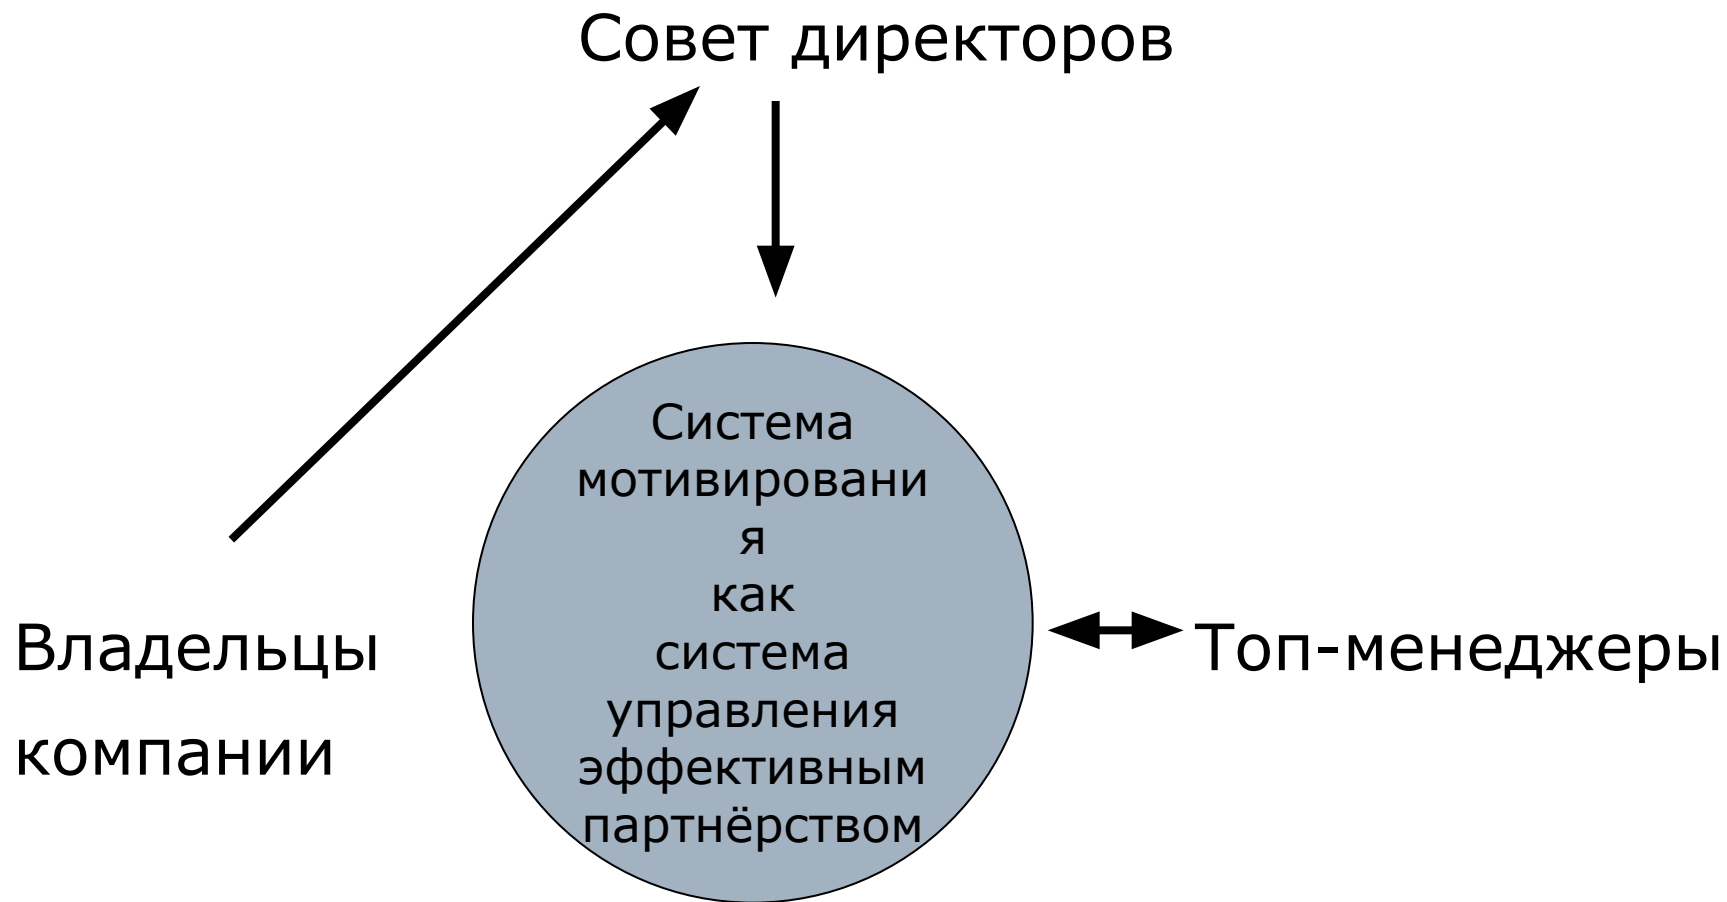 Совет директоров
Система
мотивировани
я
как
система
управления
эффективным
партнёрством
Владельцы
компании
Топ-менеджеры